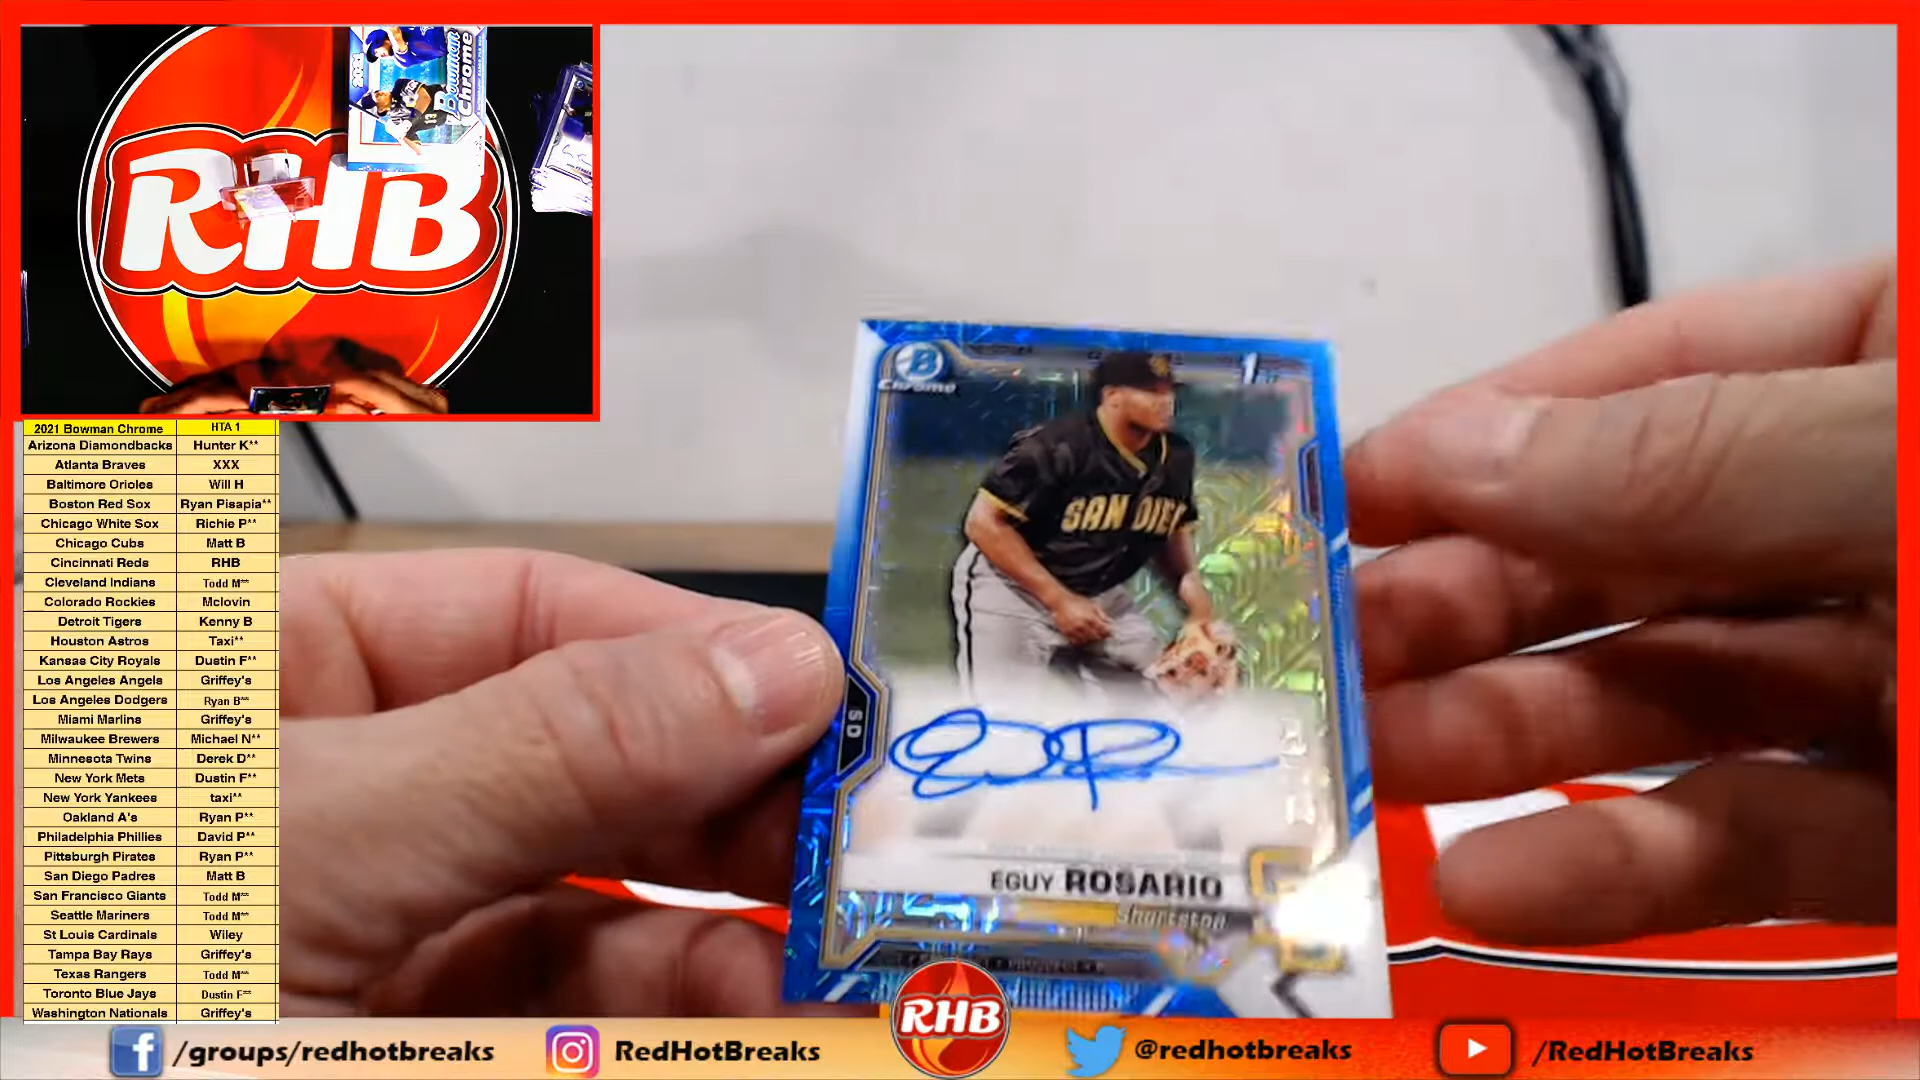 2021
Bowman
Chrome
13
RHB
2021 Bowman Chrome HTA 1
Arizona Diamondbacks Hunter K**
Atlanta Braves XXX
Baltimore Orioles Will H
Boston Red Sox Ryan Pisapia**
Chicago White Sox Richie P**
Chicago Cubs Matt B
Cincinnati Reds RHB
Cleveland Indians Todd M**
Colorado Rockies Mclovin
Detroit Tigers Kenny B
Houston Astros Taxi**
Kansas City Royals Dustin F**
Los Angeles Angels Griffey's
Los Angeles Dodgers Ryan B**
Miami Marlins Griffey's
Milwaukee Brewers Michael N**
Minnesota Twins Derek D**
New York Mets Dustin F**
New York Yankees taxi**
Oakland A's Ryan P**
Philadelphia Phillies David P**
Pittsburgh Pirates Ryan P**
San Diego Padres Matt B
San Francisco Giants Todd M**
Seattle Mariners Todd M**
St Louis Cardinals Wiley
Tampa Bay Rays Griffey's
Texas Rangers Todd M**
Toronto Blue Jays Dustin F**
Washington Nationals Griffey's
B
Chrome
1st
SAN DIEG
SD
EGUY ROSARIO
Shortstop
RHB
/groups/redhotbreaks
RedHotBreaks
@redhotbreaks
/RedHotBreaks